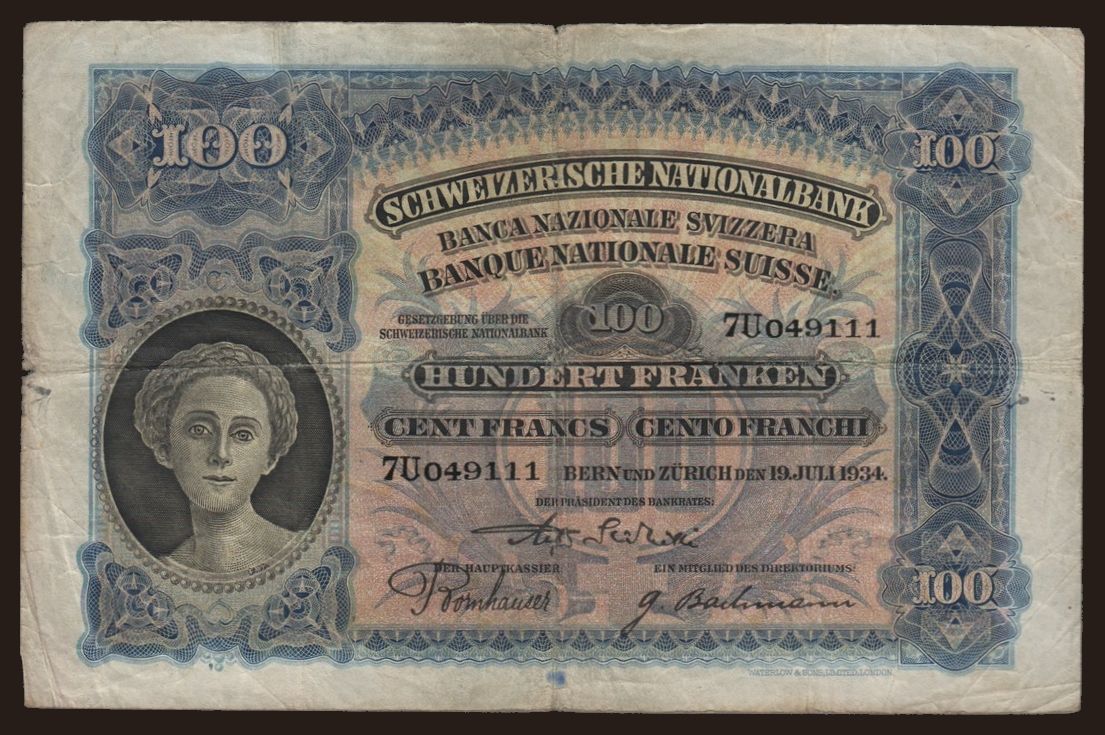 100
100
SCHWEIZERISCHE NATIONALBANK
BANCA NAZIONALE SVIZZERA
BANQUE NATIONALE SUISSE.
GESETZGEBUNG ÜBER DIE
SCHWEIZERISCHE NATIONALBANK
100
7U049111
HUNDERT FRANKEN
CENT FRANCS CENTO FRANCHI
7U049111 BERN UND ZÜRICH DEN 19. JULI 1934.
DER PRÄSIDENT DES BANKRATES:
DER HAUPTKASSIER
EIN MITGLIED DES DIREKTORIUMS:
Bornhauser
G. Bachmann
100
WATERLOW & SONS, LIMITED, LONDON.